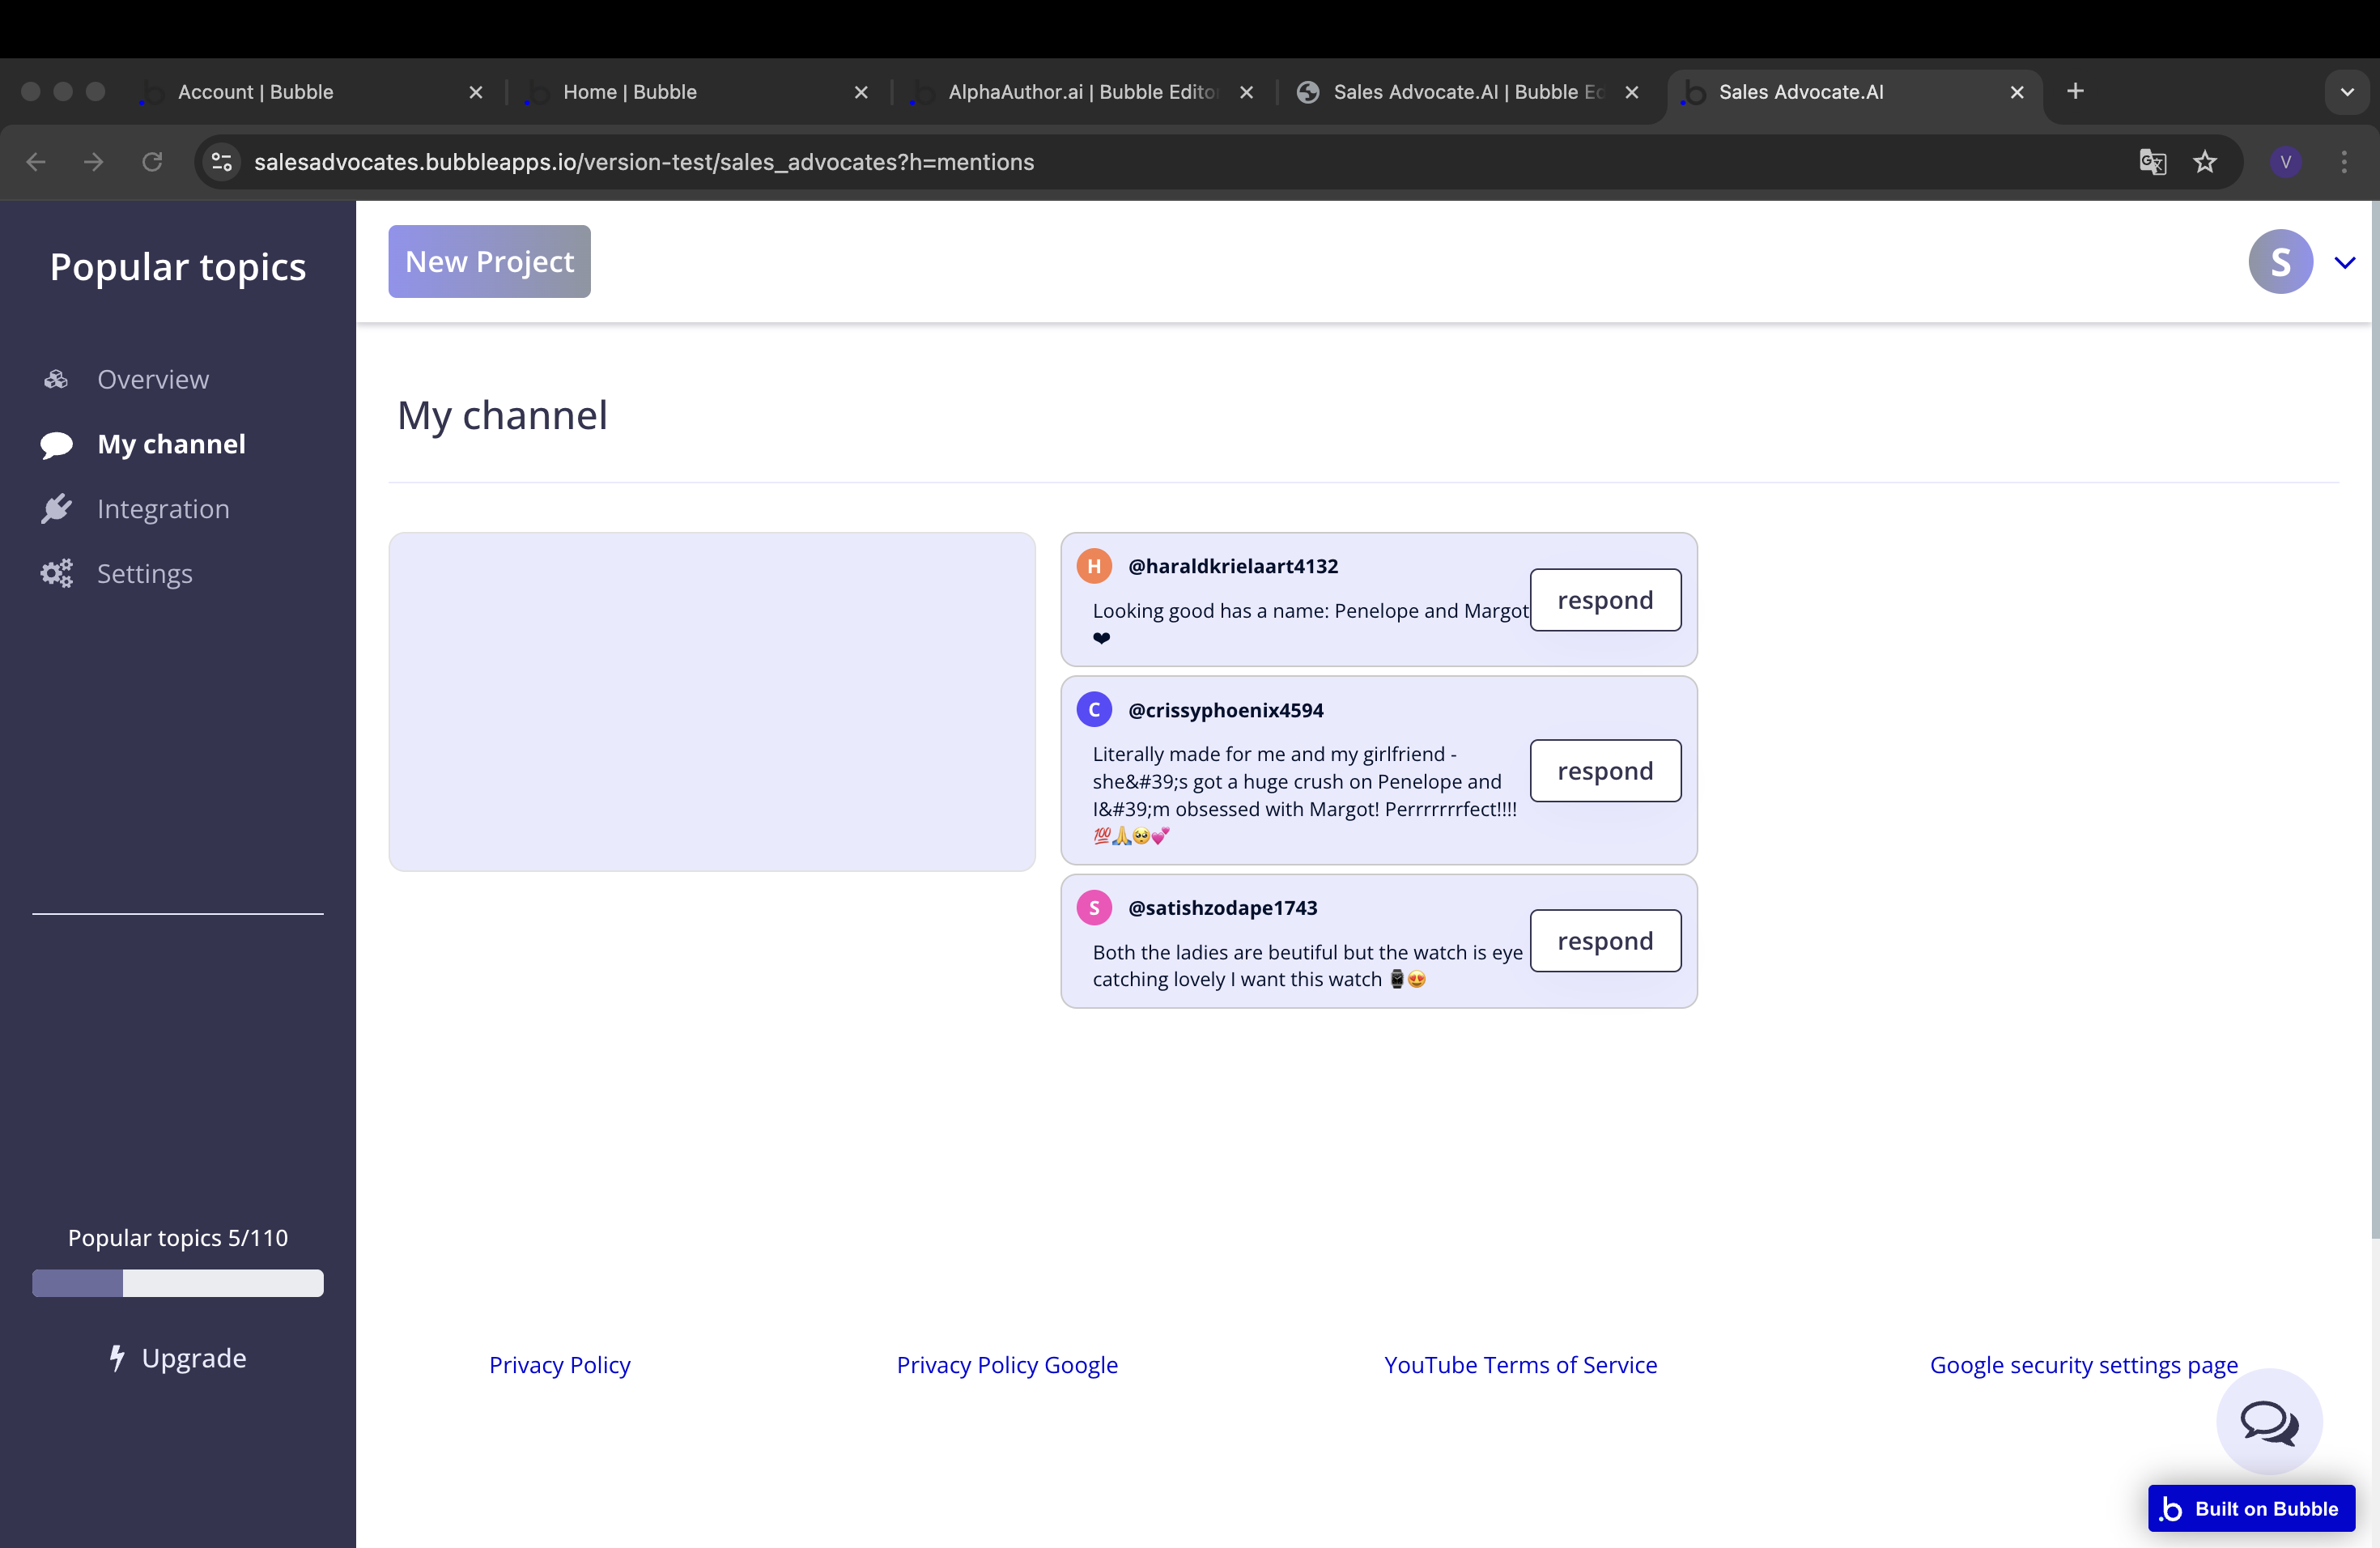 Account | Bubble
Home | Bubble
AlphaAuthor.ai | Bubble Editor
Sales Advocate.AI | Bubble Ed
Sales Advocate.AI
salesadvocates.bubbleapps.io/version-test/sales_advocates?h=mentions
V
Popular topics
New Project
S
Overview
My channel
Integration
Settings
My channel
H
@haraldkrielaart4132
Looking good has a name: Penelope and Margot
❤
respond
C
@crissyphoenix4594
Literally made for me and my girlfriend -
she&#39;s got a huge crush on Penelope and
I&#39;m obsessed with Margot! Perrrrrrrfect!!!!
💯🙏🥺💕
respond
S
@satishzodape1743
Both the ladies are beutiful but the watch is eye
catching lovely I want this watch ⌚😍
respond
Popular topics 5/110
Upgrade
Privacy Policy
Privacy Policy Google
YouTube Terms of Service
Google security settings page
b Built on Bubble